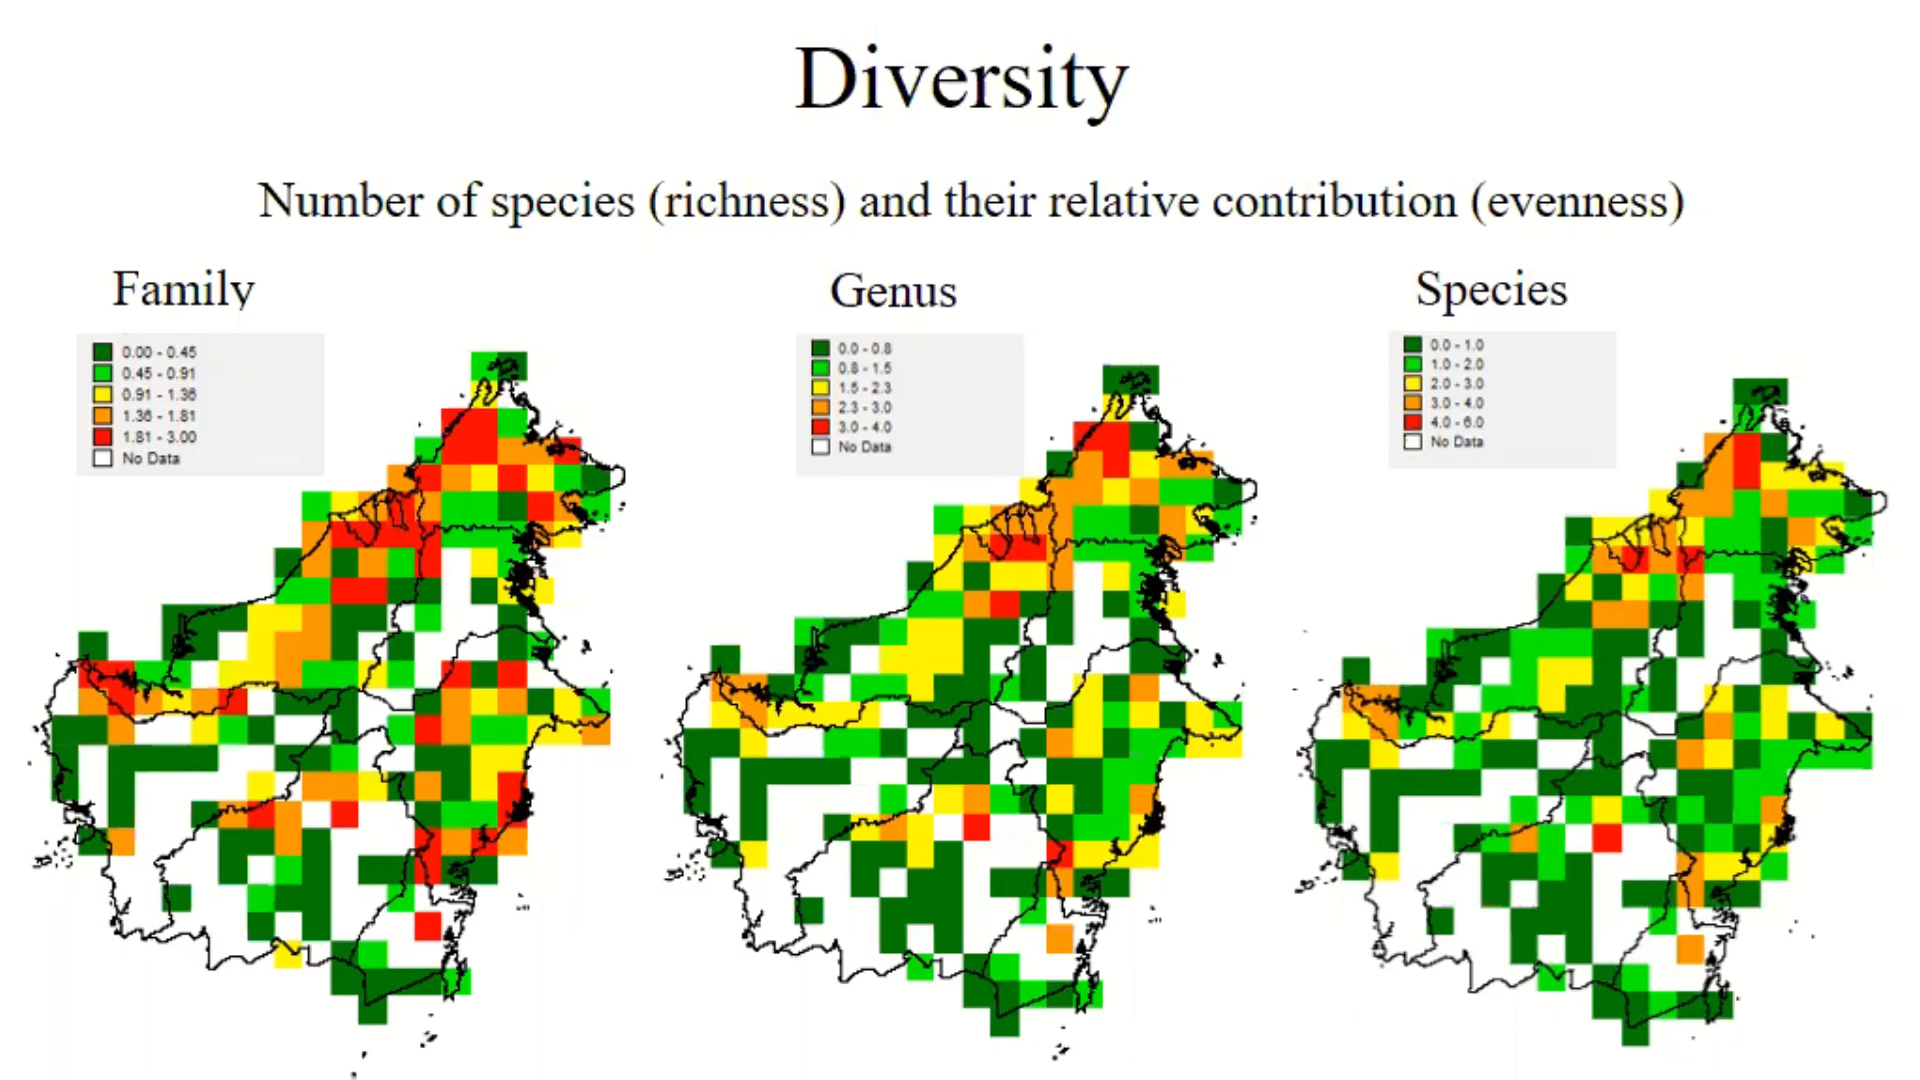 Diversity
Number of species (richness) and their relative contribution (evenness)
Family
0.00 - 0.45
0.45 - 0.91
0.91 - 1.36
1.36 - 1.81
1.81 - 3.00
No Data
Genus
0.0 - 0.8
0.8 - 1.5
1.5 - 2.3
2.3 - 3.0
3.0 - 4.0
No Data
Species
0.0 - 1.0
1.0 - 2.0
2.0 - 3.0
3.0 - 4.0
4.0 - 6.0
No Data